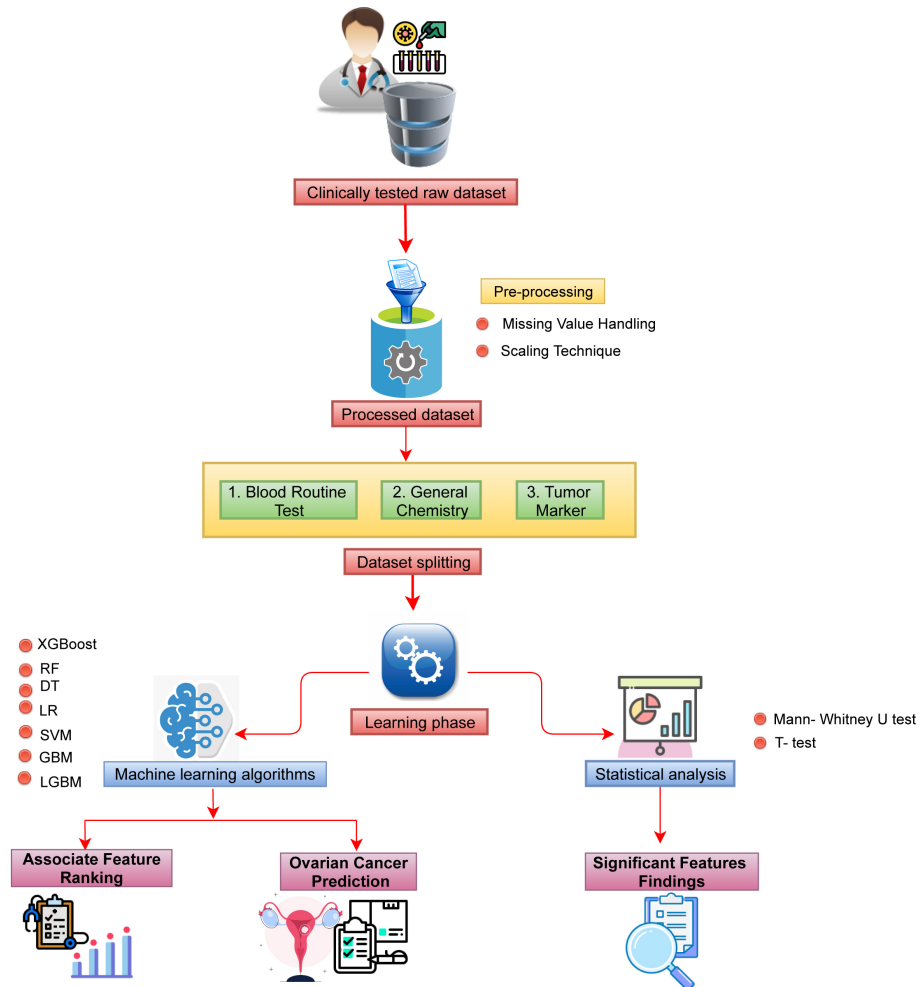 Clinically tested raw dataset
Pre-processing
Missing Value Handling
Scaling Technique
Processed dataset
1. Blood Routine
Test
2. General
Chemistry
3. Tumor
Marker
Dataset splitting
XGBoost
RF
DT
LR
SVM
GBM
LGBM
Learning phase
Mann- Whitney U test
T- test
Machine learning algorithms
Statistical analysis
Associate Feature
Ranking
Ovarian Cancer
Prediction
Significant Features
Findings